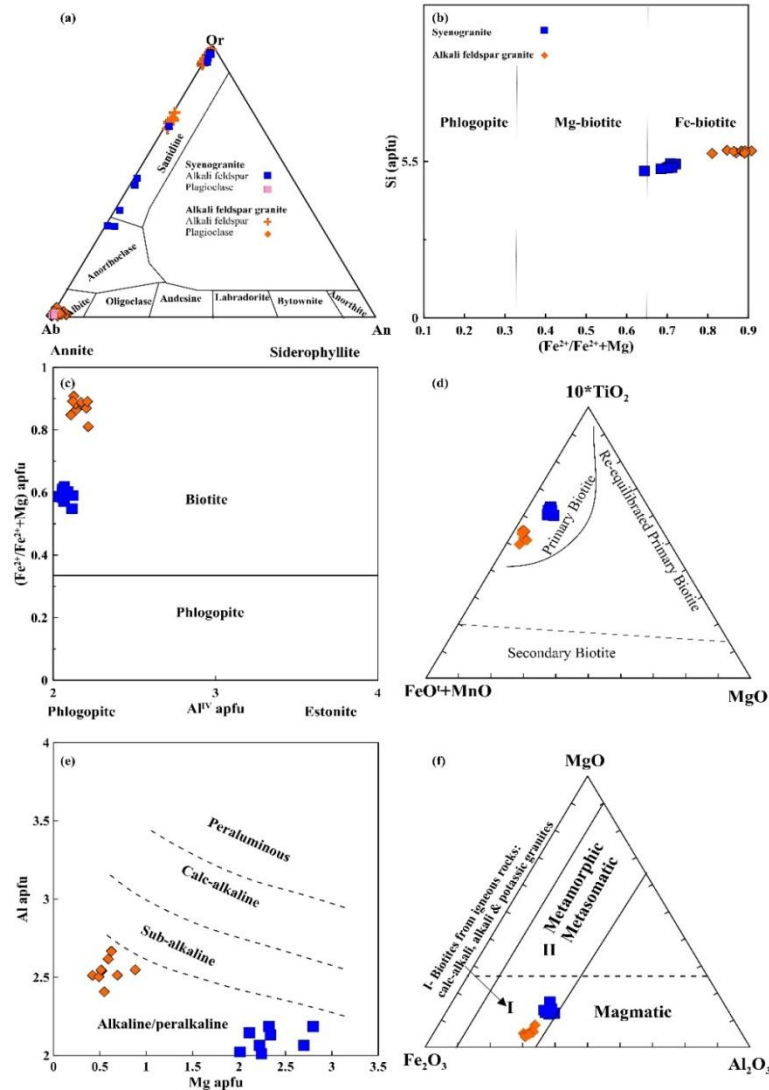 (a)
Or
Sanidine
Syenogranite
Alkali feldspar
Plagioclase
Alkali feldspar granite
Alkali feldspar
Plagioclase
Anorthoclase
Albite
Oligoclase
Andesine
Labradorite
Bytownite
Anorthite
Ab
An
(b)
Syenogranite
Alkali feldspar granite
Phlogopite
Mg-biotite
Fe-biotite
Si (apfu)
5.5
0
0.1 0.2 0.3 0.4 0.5 0.6 0.7 0.8 0.9
(Fe²⁺/Fe²⁺+Mg)
Annite
Siderophyllite
(c)
1
0.8
0.6
0.4
0.2
0
(Fe²⁺/Fe²⁺+Mg) apfu
Biotite
Phlogopite
2 3 4
Phlogopite
Alᴵⱽ apfu
Estonite
(d)
10*TiO₂
Primary Biotite
Re-equilibrated Primary Biotite
Secondary Biotite
FeOᵗ+MnO
MgO
(e)
4
3.5
3
2.5
2
Al apfu
Peraluminous
Calc-alkaline
Sub-alkaline
Alkaline/peralkaline
0 0.5 1 1.5 2 2.5 3 3.5
Mg apfu
(f)
MgO
I- Biotites from igneous rocks:
calc-alkali, alkali & potassic granites
Metamorphic
Metasomatic
II
I
Magmatic
Fe₂O₃
Al₂O₃